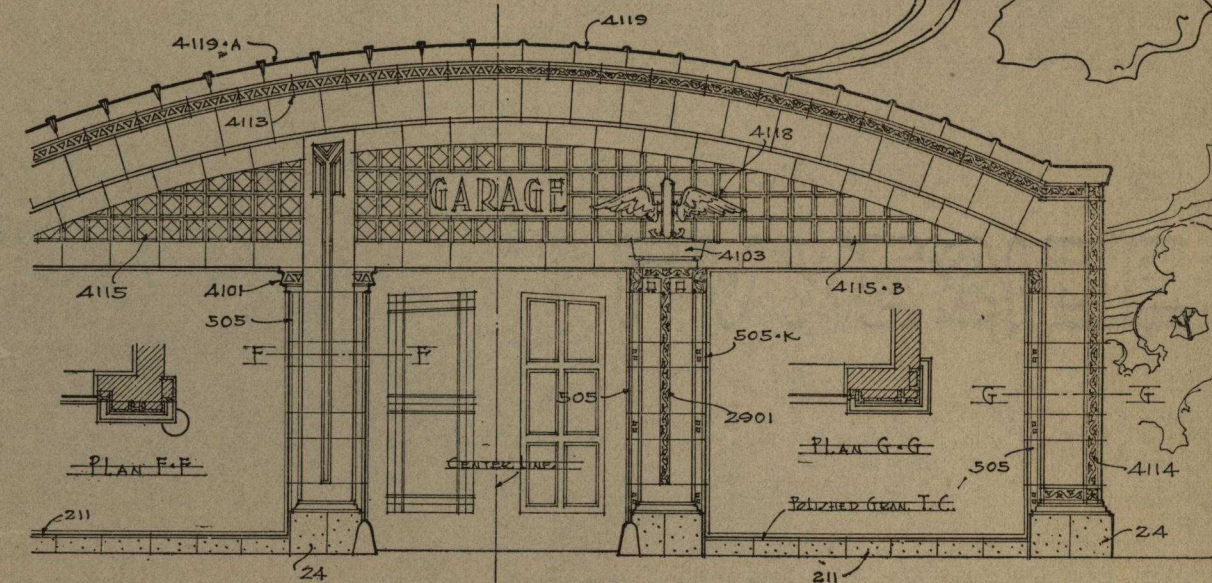 4119
4119·A
4113
4118
GARAGE
4103
4115
4101
4115·B
505
505·K
F F
505
2901
G G
PLAN F·F
CENTER LINE
PLAN G·G
505
4114
POLISHED GRAN. T.C.
211
24
24
211